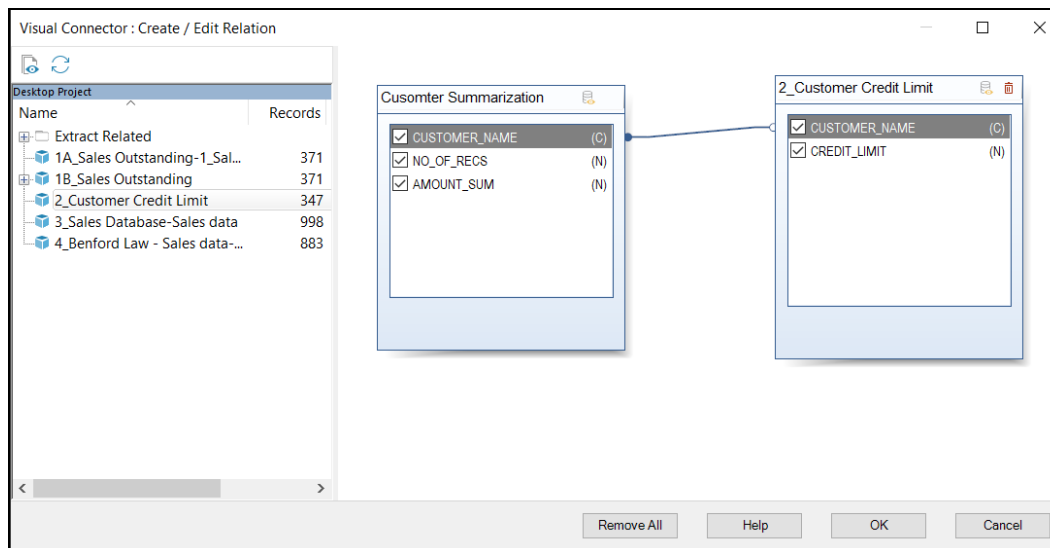 Visual Connector : Create / Edit Relation
Desktop Project
Name Records
Extract Related
1A_Sales Outstanding-1_Sal... 371
1B_Sales Outstanding 371
2_Customer Credit Limit 347
3_Sales Database-Sales data 998
4_Benford Law - Sales data-... 883
Cusomter Summarization
CUSTOMER_NAME (C)
NO_OF_RECS (N)
AMOUNT_SUM (N)
2_Customer Credit Limit
CUSTOMER_NAME (C)
CREDIT_LIMIT (N)
Remove All Help OK Cancel